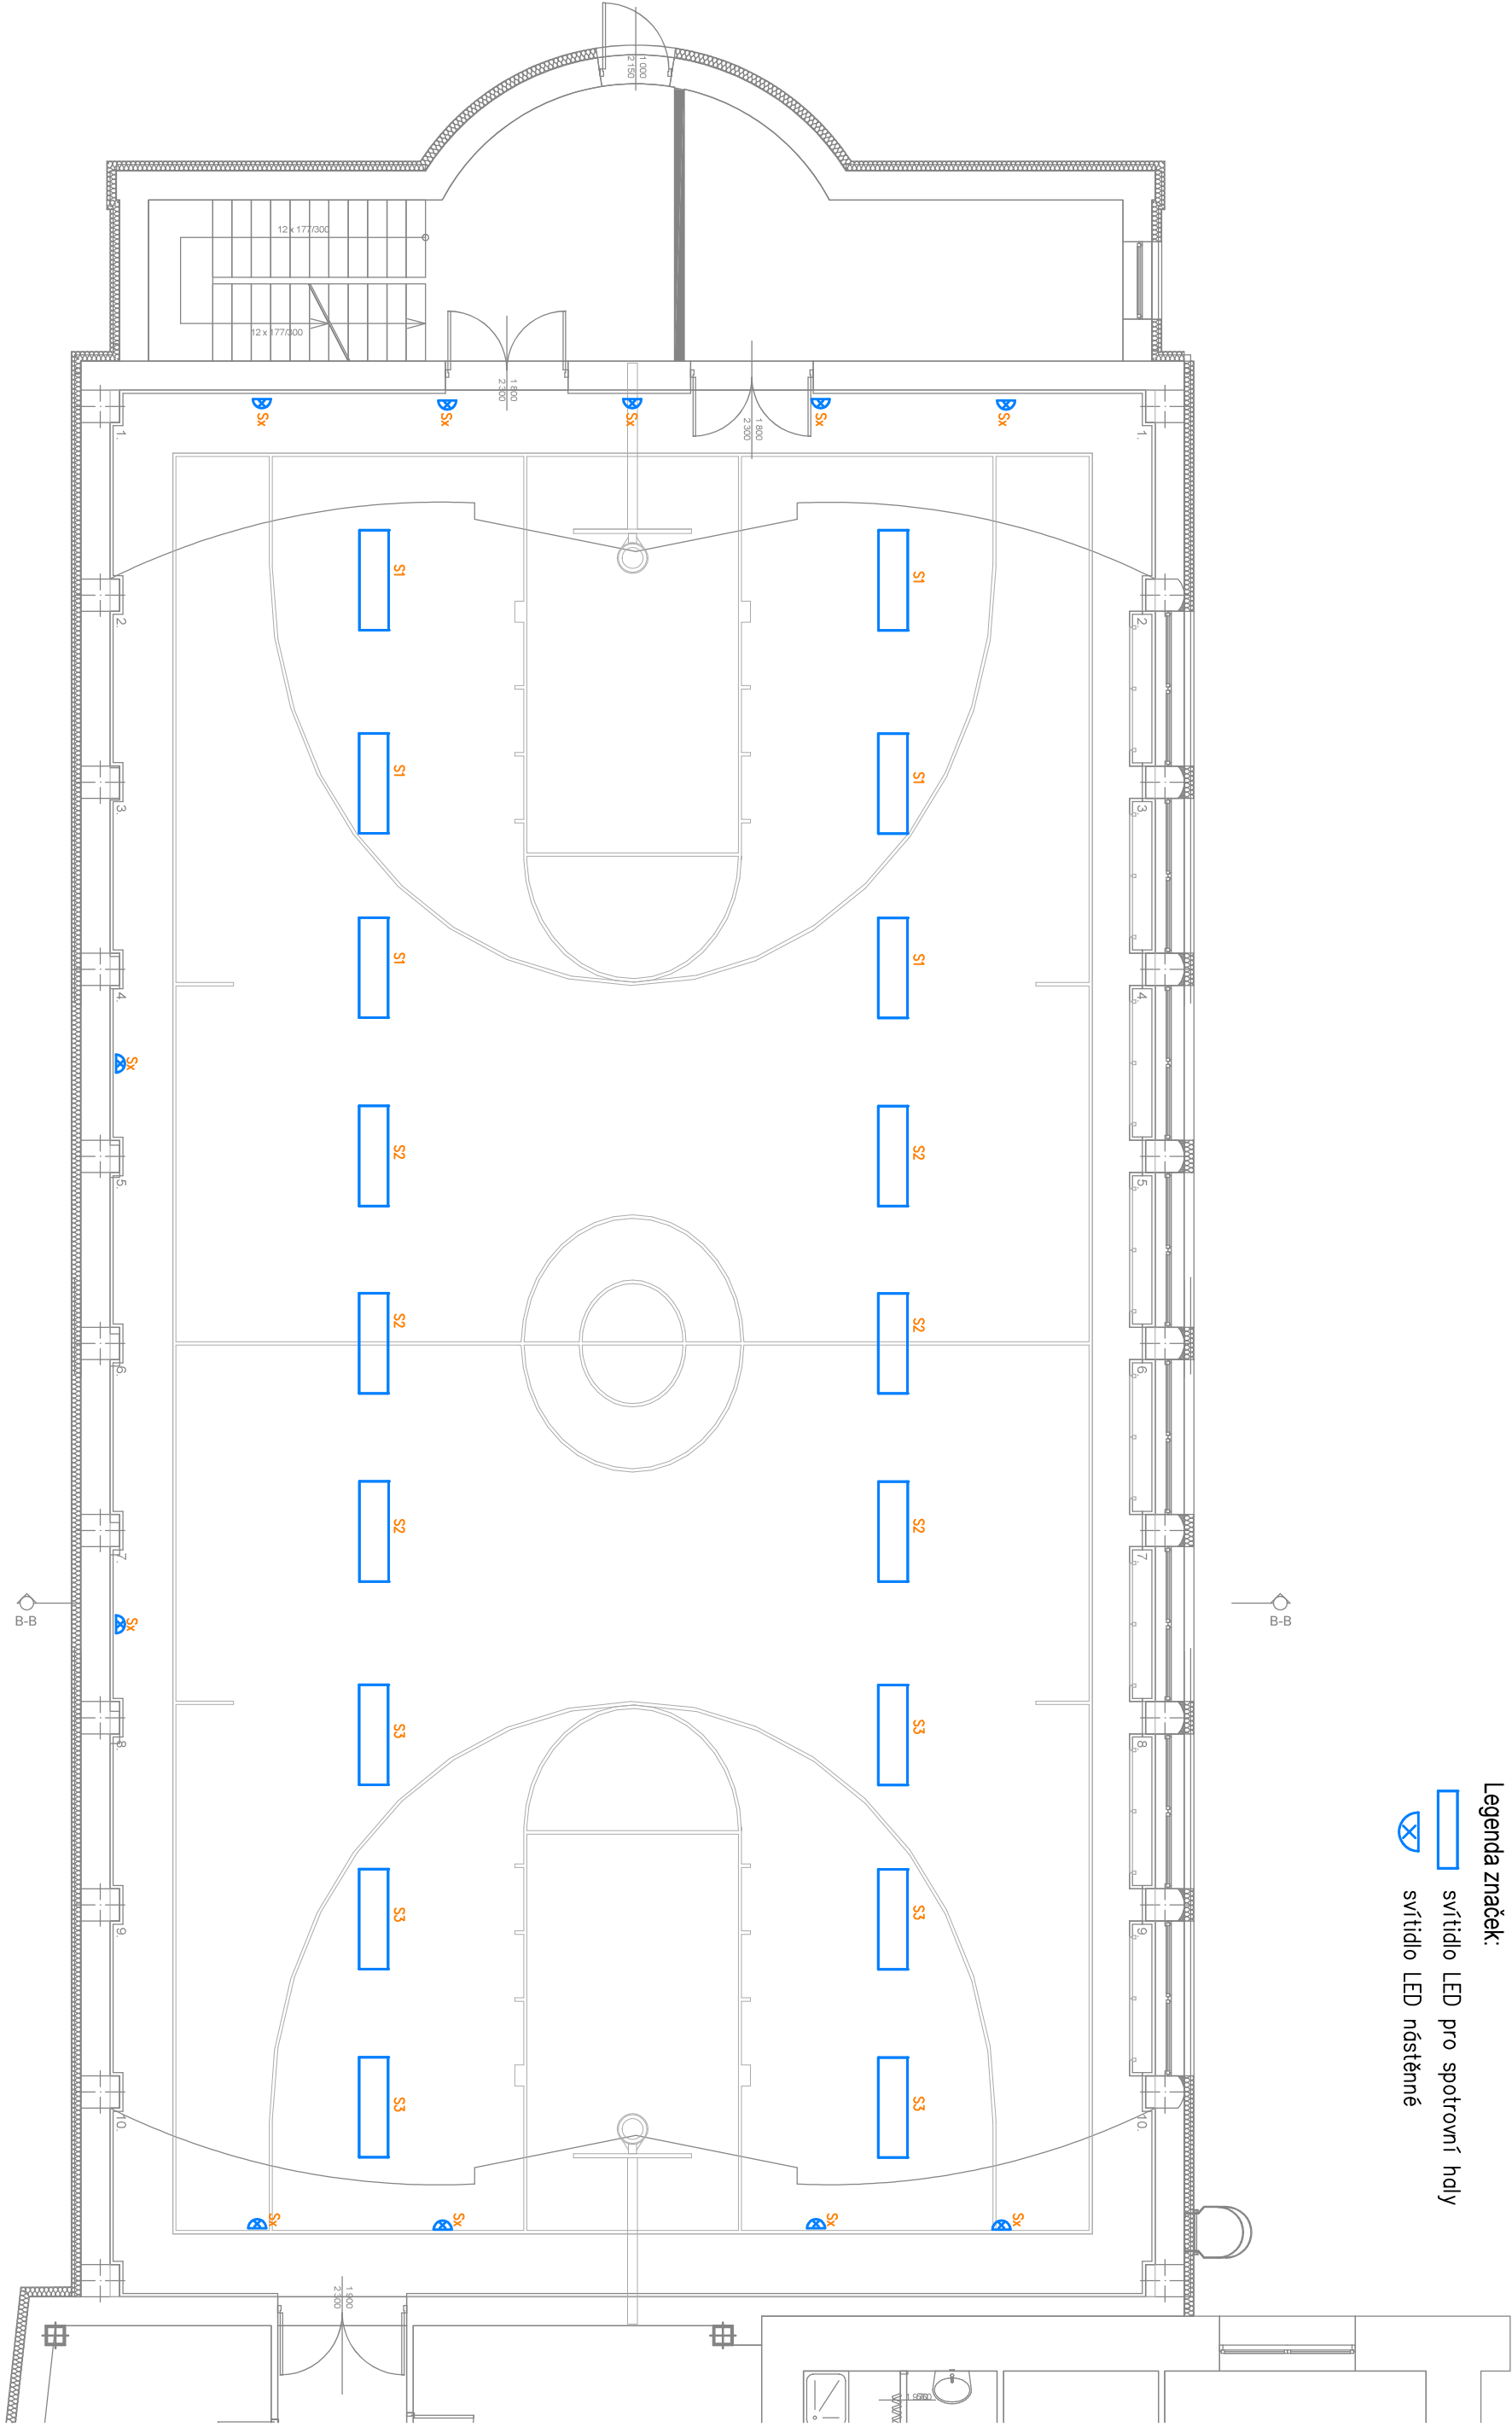 1 000
2 150
12 x 177/300
12 x 177/300
1 800
2 300
1 800
2 300
Sx
Sx
Sx
Sx
Sx
1.
1.
S1
S1
2.
2
S1
S1
3.
3
S1
S1
4.
4
Sx
S2
S2
5.
5
S2
S2
6.
6
S2
S2
7.
7
B-B
Sx
B-B
S3
S3
8.
8
S3
S3
9.
9
S3
S3
10.
10.
Sx
Sx
Sx
Sx
1 900
2 300
Legenda značek:
svítidlo LED pro spotrovní haly
svítidlo LED nástěnné